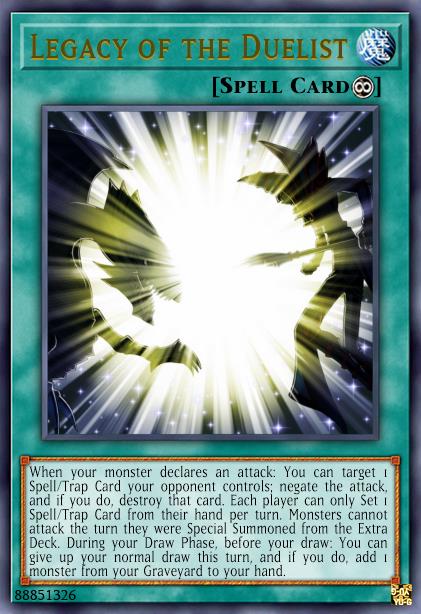 Legacy of the Duelist
魔
[Spell Card]
When your monster declares an attack: You can target 1
Spell/Trap Card your opponent controls; negate the attack,
and if you do, destroy that card. Each player can only Set 1
Spell/Trap Card from their hand per turn. Monsters cannot
attack the turn they were Special Summoned from the Extra
Deck. During your Draw Phase, before your draw: You can
give up your normal draw this turn, and if you do, add 1
monster from your Graveyard to your hand.
88851326